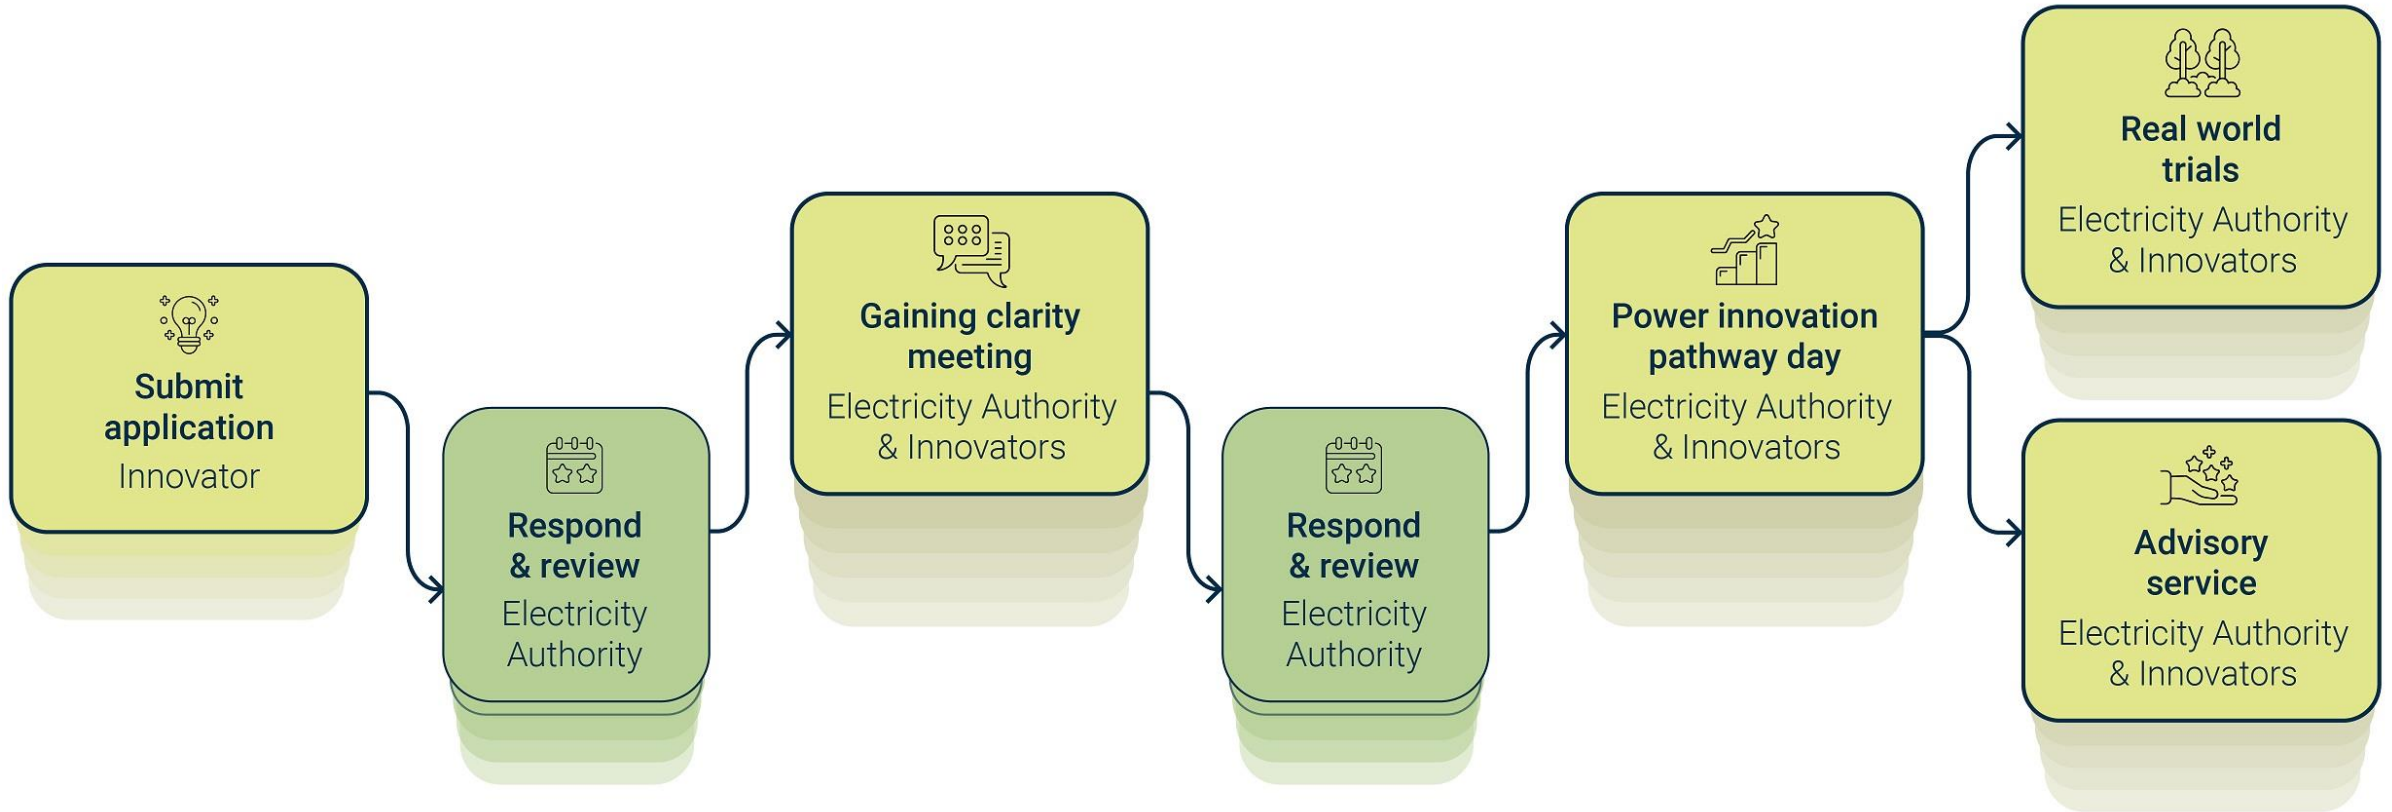 Submit
application
Innovator
Respond
& review
Electricity
Authority
Gaining clarity
meeting
Electricity Authority
& Innovators
Respond
& review
Electricity
Authority
Power innovation
pathway day
Electricity Authority
& Innovators
Real world
trials
Electricity Authority
& Innovators
Advisory
service
Electricity Authority
& Innovators